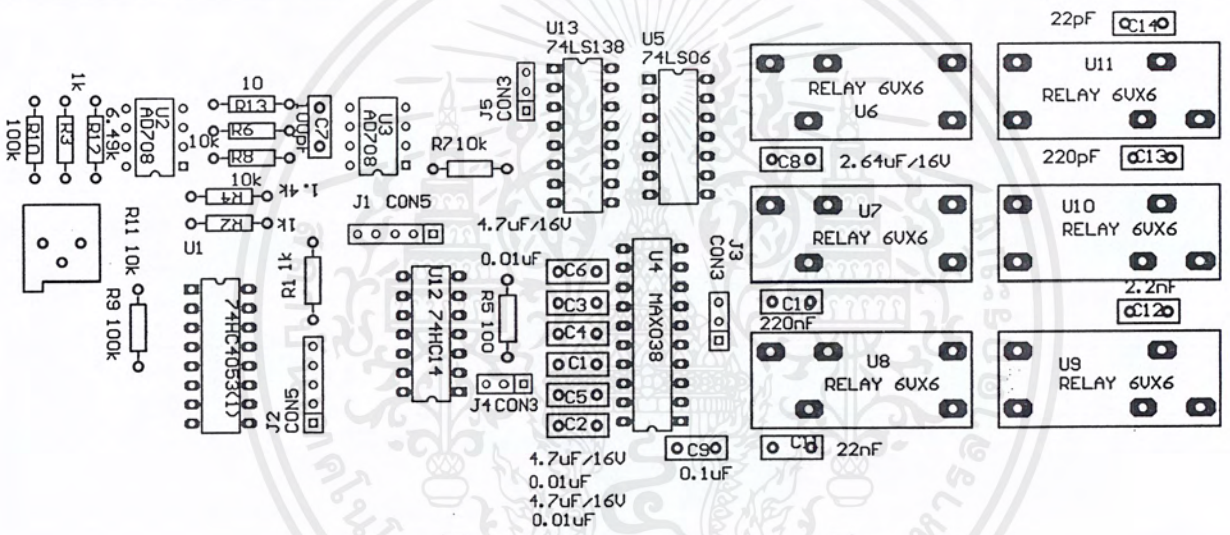 22pF
C14
U13
74LS138
U5
74LS06
RELAY 6VX6
U6
U11
RELAY 6VX6
J5
CON3
1k
10
R13
R6
10k
R8
C7
U2
AD708
U3
AD708
100k
R10
R3
R12
6.49k
R7 10k
C8
2.64uF/16V
220pF
C13
10k
R4
1.4k
R2
1k
J1 CON5
4.7uF/16V
0.01uF
U7
RELAY 6VX6
U10
RELAY 6VX6
R11 10k
R9 100k
U1
74HC4053(1)
R1 1k
J2
CON5
U12 74HC14
R5 100
J4 CON3
C6
C3
C4
C1
C5
C2
U4
MAX038
J3
CON3
C10
220nF
2.2nF
C12
U8
RELAY 6VX6
U9
RELAY 6VX6
C9
0.1uF
C11
22nF
4.7uF/16V
0.01uF
4.7uF/16V
0.01uF